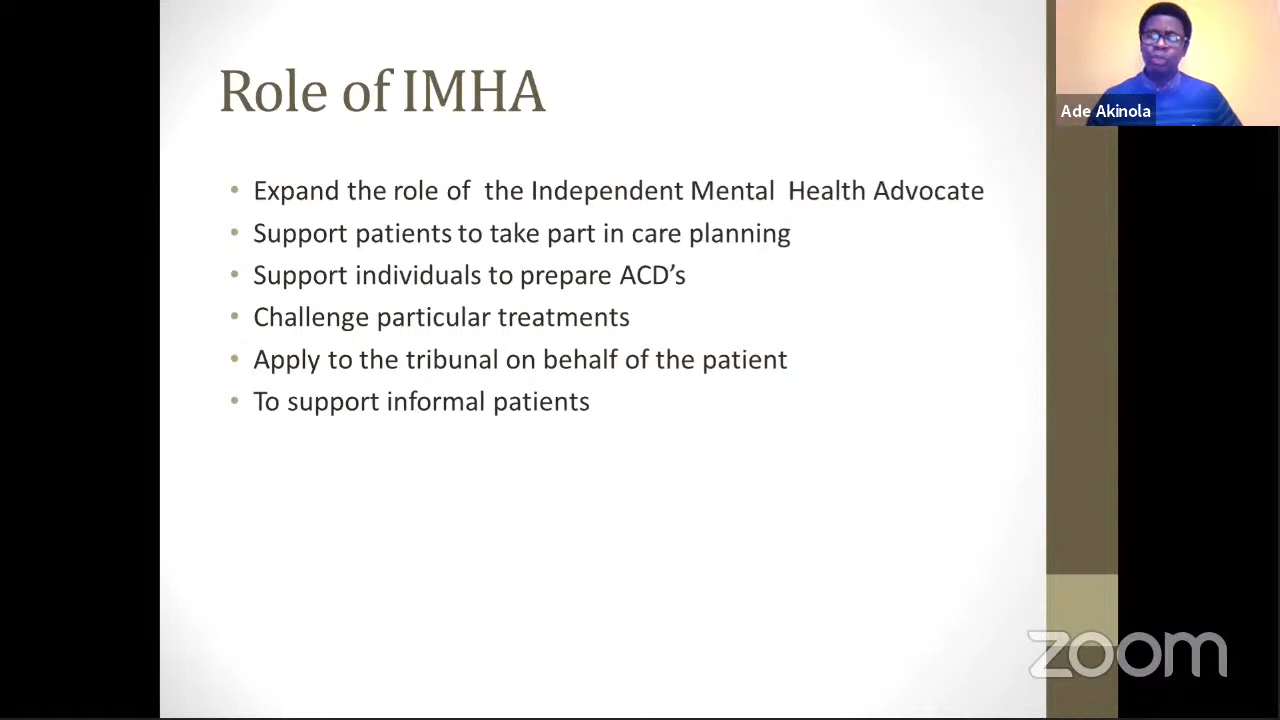 Role of IMHA
Ade Akinola
• Expand the role of the Independent Mental Health Advocate
• Support patients to take part in care planning
• Support individuals to prepare ACD’s
• Challenge particular treatments
• Apply to the tribunal on behalf of the patient
• To support informal patients
zoom